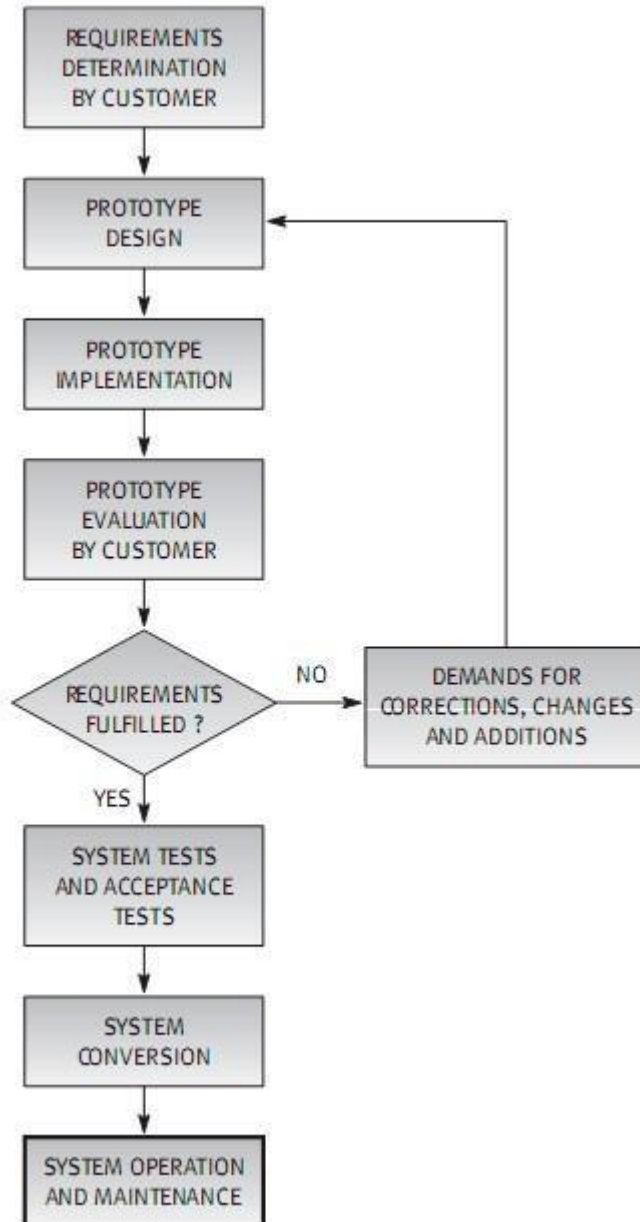 REQUIREMENTS
DETERMINATION
BY CUSTOMER
PROTOTYPE
DESIGN
PROTOTYPE
IMPLEMENTATION
PROTOTYPE
EVALUATION
BY CUSTOMER
REQUIREMENTS
FULFILLED ?
NO
DEMANDS FOR
CORRECTIONS, CHANGES
AND ADDITIONS
YES
SYSTEM TESTS
AND ACCEPTANCE
TESTS
SYSTEM
CONVERSION
SYSTEM OPERATION
AND MAINTENANCE